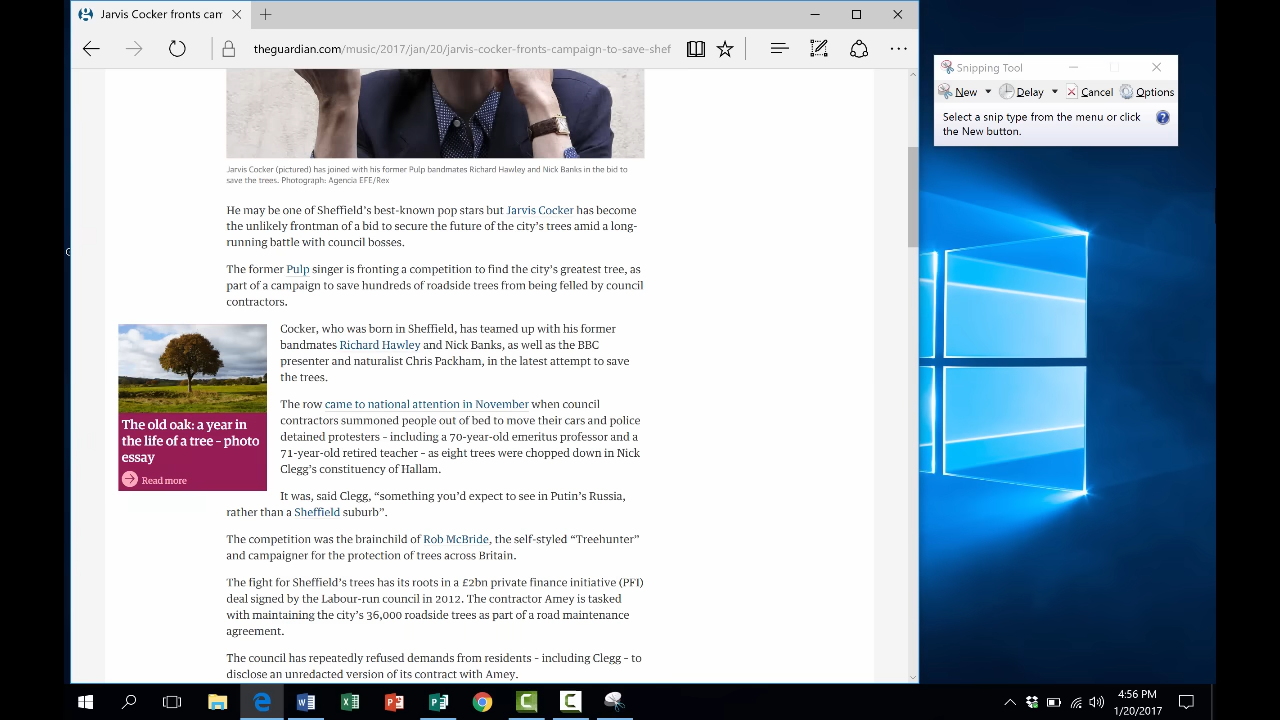 Jarvis Cocker fronts cam
theguardian.com/music/2017/jan/20/jarvis-cocker-fronts-campaign-to-save-shef
Snipping Tool
New Delay Cancel Options
Select a snip type from the menu or click
the New button.
Jarvis Cocker (pictured) has joined with his former Pulp bandmates Richard Hawley and Nick Banks in the bid to
save the trees. Photograph: Agencia EFE/Rex
He may be one of Sheffield’s best-known pop stars but Jarvis Cocker has become
the unlikely frontman of a bid to secure the future of the city’s trees amid a long-
running battle with council bosses.
The former Pulp singer is fronting a competition to find the city’s greatest tree, as
part of a campaign to save hundreds of roadside trees from being felled by council
contractors.
Cocker, who was born in Sheffield, has teamed up with his former
bandmates Richard Hawley and Nick Banks, as well as the BBC
presenter and naturalist Chris Packham, in the latest attempt to save
the trees.
The old oak: a year in
the life of a tree – photo
essay
Read more
The row came to national attention in November when council
contractors summoned people out of bed to move their cars and police
detained protesters – including a 70-year-old emeritus professor and a
71-year-old retired teacher – as eight trees were chopped down in Nick
Clegg’s constituency of Hallam.
It was, said Clegg, “something you’d expect to see in Putin’s Russia,
rather than a Sheffield suburb”.
The competition was the brainchild of Rob McBride, the self-styled “Treehunter”
and campaigner for the protection of trees across Britain.
The fight for Sheffield’s trees has its roots in a £2bn private finance initiative (PFI)
deal signed by the Labour-run council in 2012. The contractor Amey is tasked
with maintaining the city’s 36,000 roadside trees as part of a road maintenance
agreement.
The council has repeatedly refused demands from residents – including Clegg – to
disclose an unredacted version of its contract with Amey.
4:56 PM
1/20/2017